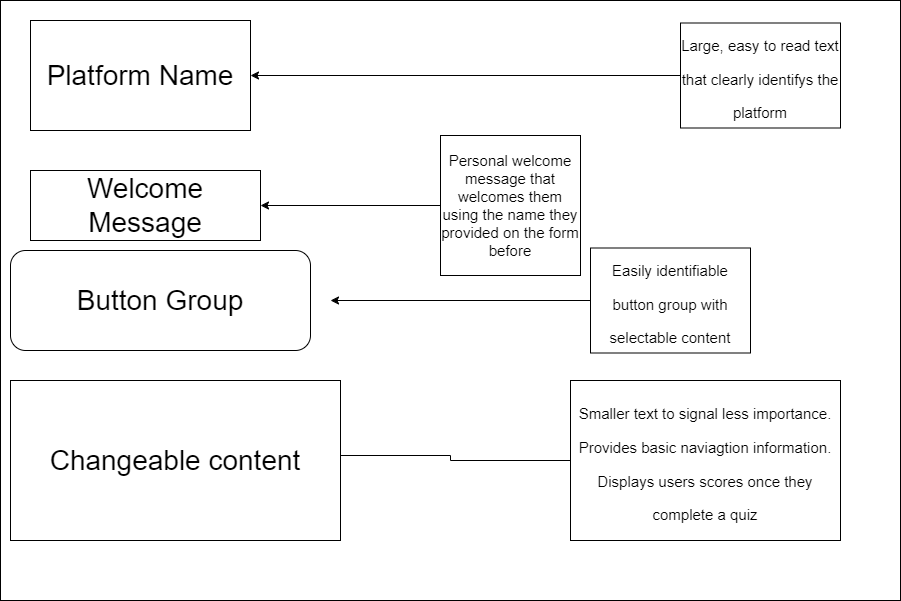 Platform Name
Large, easy to read text
that clearly identifys the
platform
Welcome
Message
Personal welcome
message that
welcomes them
using the name they
provided on the form
before
Button Group
Easily identifiable
button group with
selectable content
Changeable content
Smaller text to signal less importance.
Provides basic naviagtion information.
Displays users scores once they
complete a quiz